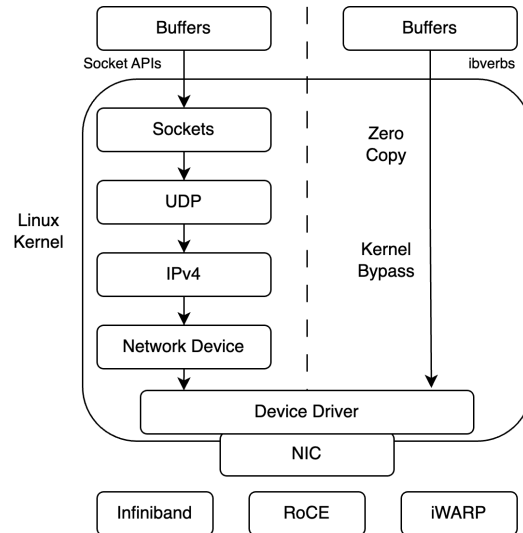 Buffers
Buffers
Socket APIs
ibverbs
Sockets
Zero
Copy
UDP
Linux
Kernel
IPv4
Kernel
Bypass
Network Device
Device Driver
NIC
Infiniband
RoCE
iWARP